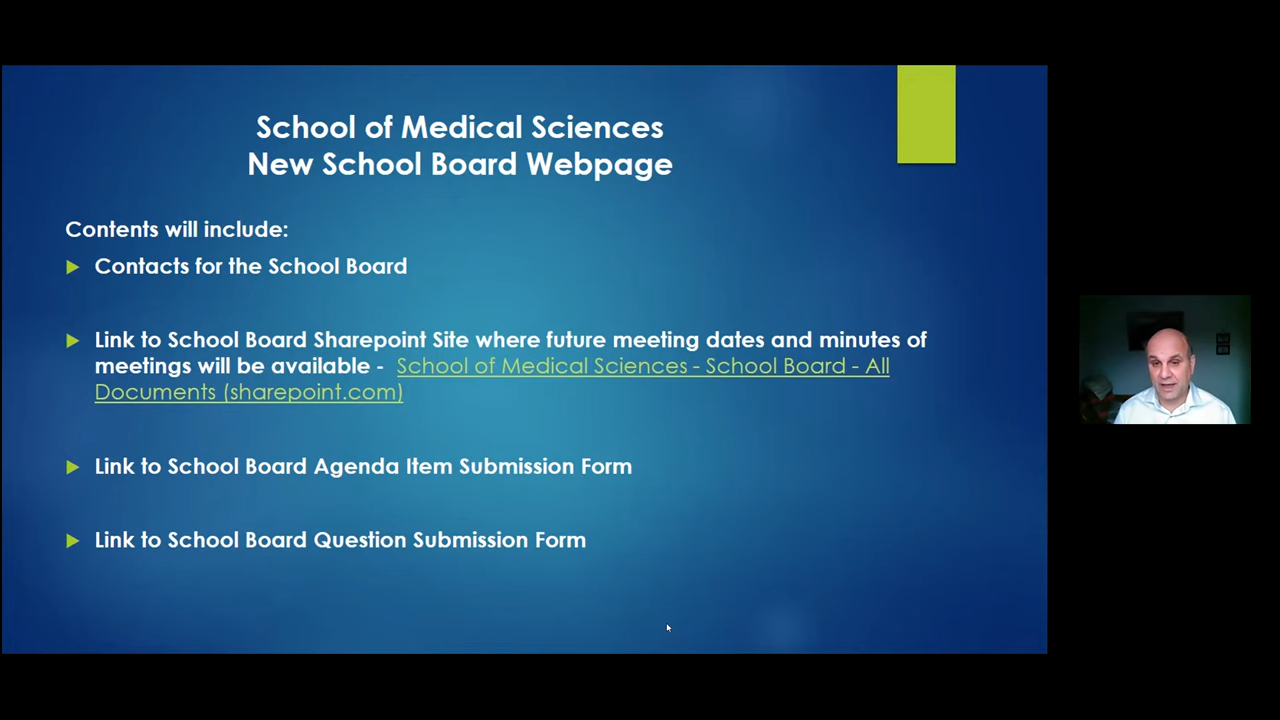 School of Medical Sciences
New School Board Webpage
Contents will include:
Contacts for the School Board
Link to School Board Sharepoint Site where future meeting dates and minutes of
meetings will be available - School of Medical Sciences - School Board - All
Documents (sharepoint.com)
Link to School Board Agenda Item Submission Form
Link to School Board Question Submission Form